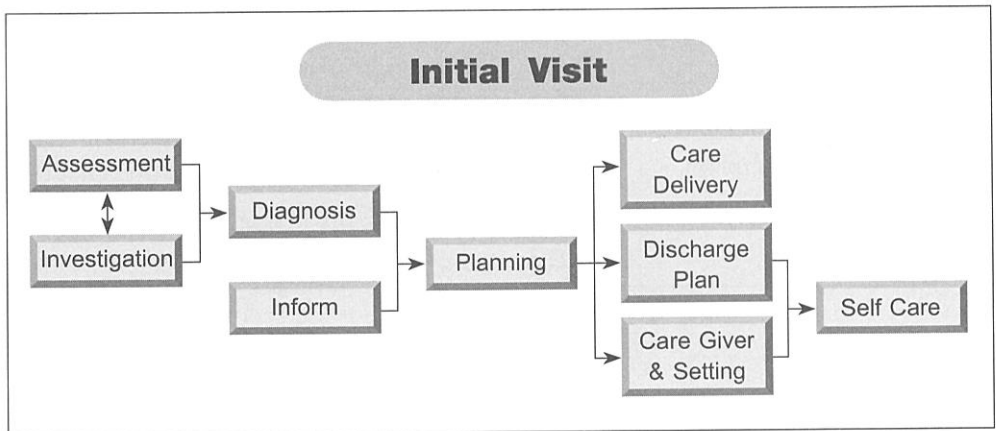 Initial Visit
Assessment
Investigation
Diagnosis
Inform
Planning
Care
Delivery
Discharge
Plan
Care Giver
& Setting
Self Care